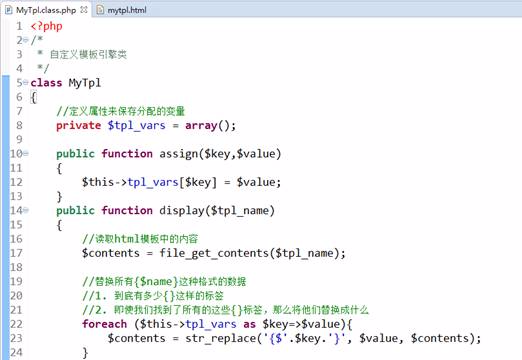 MyTpl.class.php mytpl.html
1 <?php
2 /*
3  * 自定义模板引擎类
4  */
5 class MyTpl
6 {
7     //定义属性来保存分配的变量
8     private $tpl_vars = array();
9
10     public function assign($key,$value)
11     {
12         $this->tpl_vars[$key] = $value;
13     }
14     public function display($tpl_name)
15     {
16         //读取html模板中的内容
17         $contents = file_get_contents($tpl_name);
18
19         //替换所有{$name}这种格式的数据
20         //1. 到底有多少{}这样的标签
21         //2. 即使我们找到了所有的这些{}标签，那么将他们替换成什么
22         foreach ($this->tpl_vars as $key=>$value){
23             $contents = str_replace('{$'.$key.'}', $value, $contents);
24         }